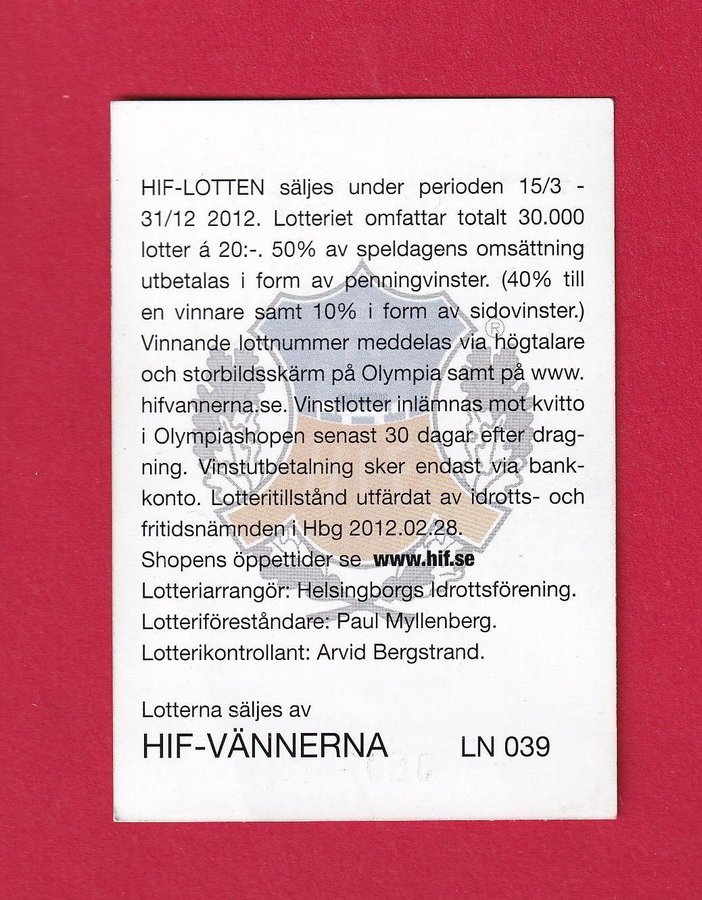 HIF-LOTTEN säljes under perioden 15/3 -
31/12 2012. Lotteriet omfattar totalt 30.000
lotter á 20:-. 50% av speldagens omsättning
utbetalas i form av penningvinster. (40% till
en vinnare samt 10% i form av sidovinster.)
Vinnande lottnummer meddelas via högtalare
och storbildsskärm på Olympia samt på www.
hifvannerna.se. Vinstlotter inlämnas mot kvitto
i Olympiashopen senast 30 dagar efter drag-
ning. Vinstutbetalning sker endast via bank-
konto. Lotteritillstånd utfärdat av idrotts- och
fritidsnämnden i Hbg 2012.02.28.
Shopens öppettider se www.hif.se
Lotteriarrangör: Helsingborgs Idrottsförening.
Lotteriföreståndare: Paul Myllenberg.
Lotterikontrollant: Arvid Bergstrand.
Lotterna säljes av
HIF-VÄNNERNA LN 039